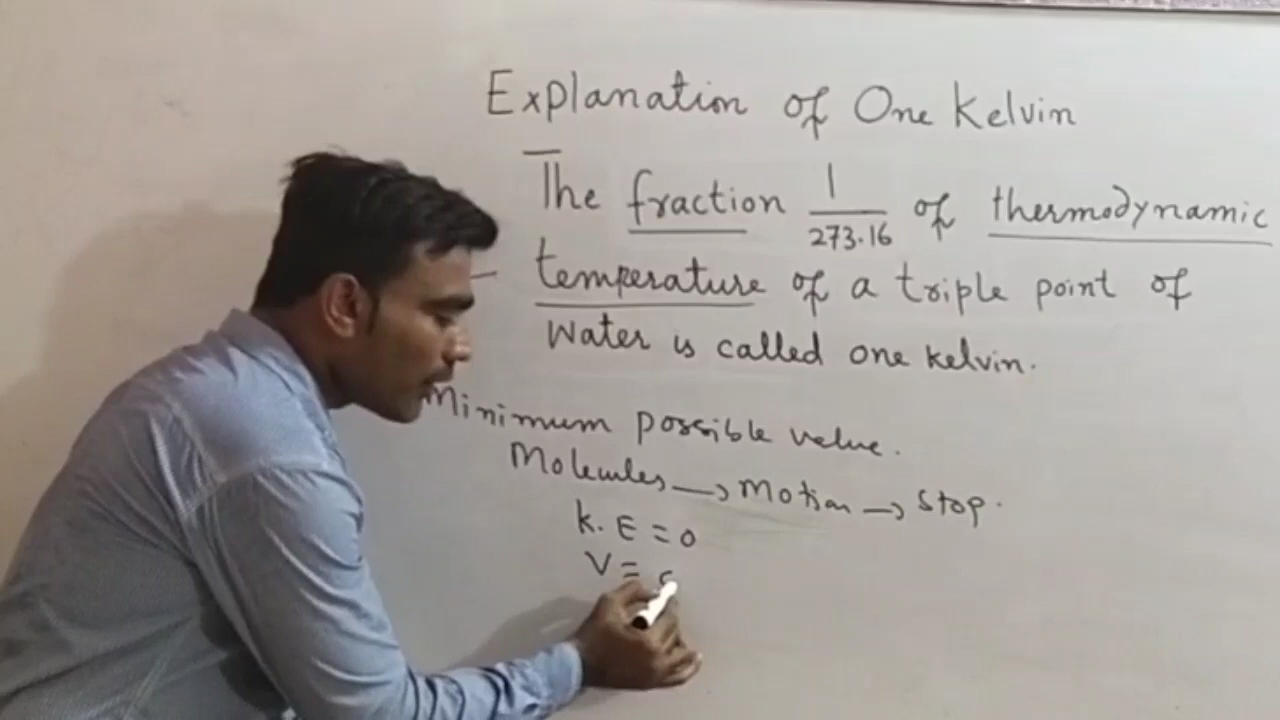 Explanation of One Kelvin
The fraction 1/273.16 of thermodynamic
temperature of a triple point of
Water is called one kelvin.
Minimum possible value.
Molecules → Motion → Stop.
K. E = 0
V =